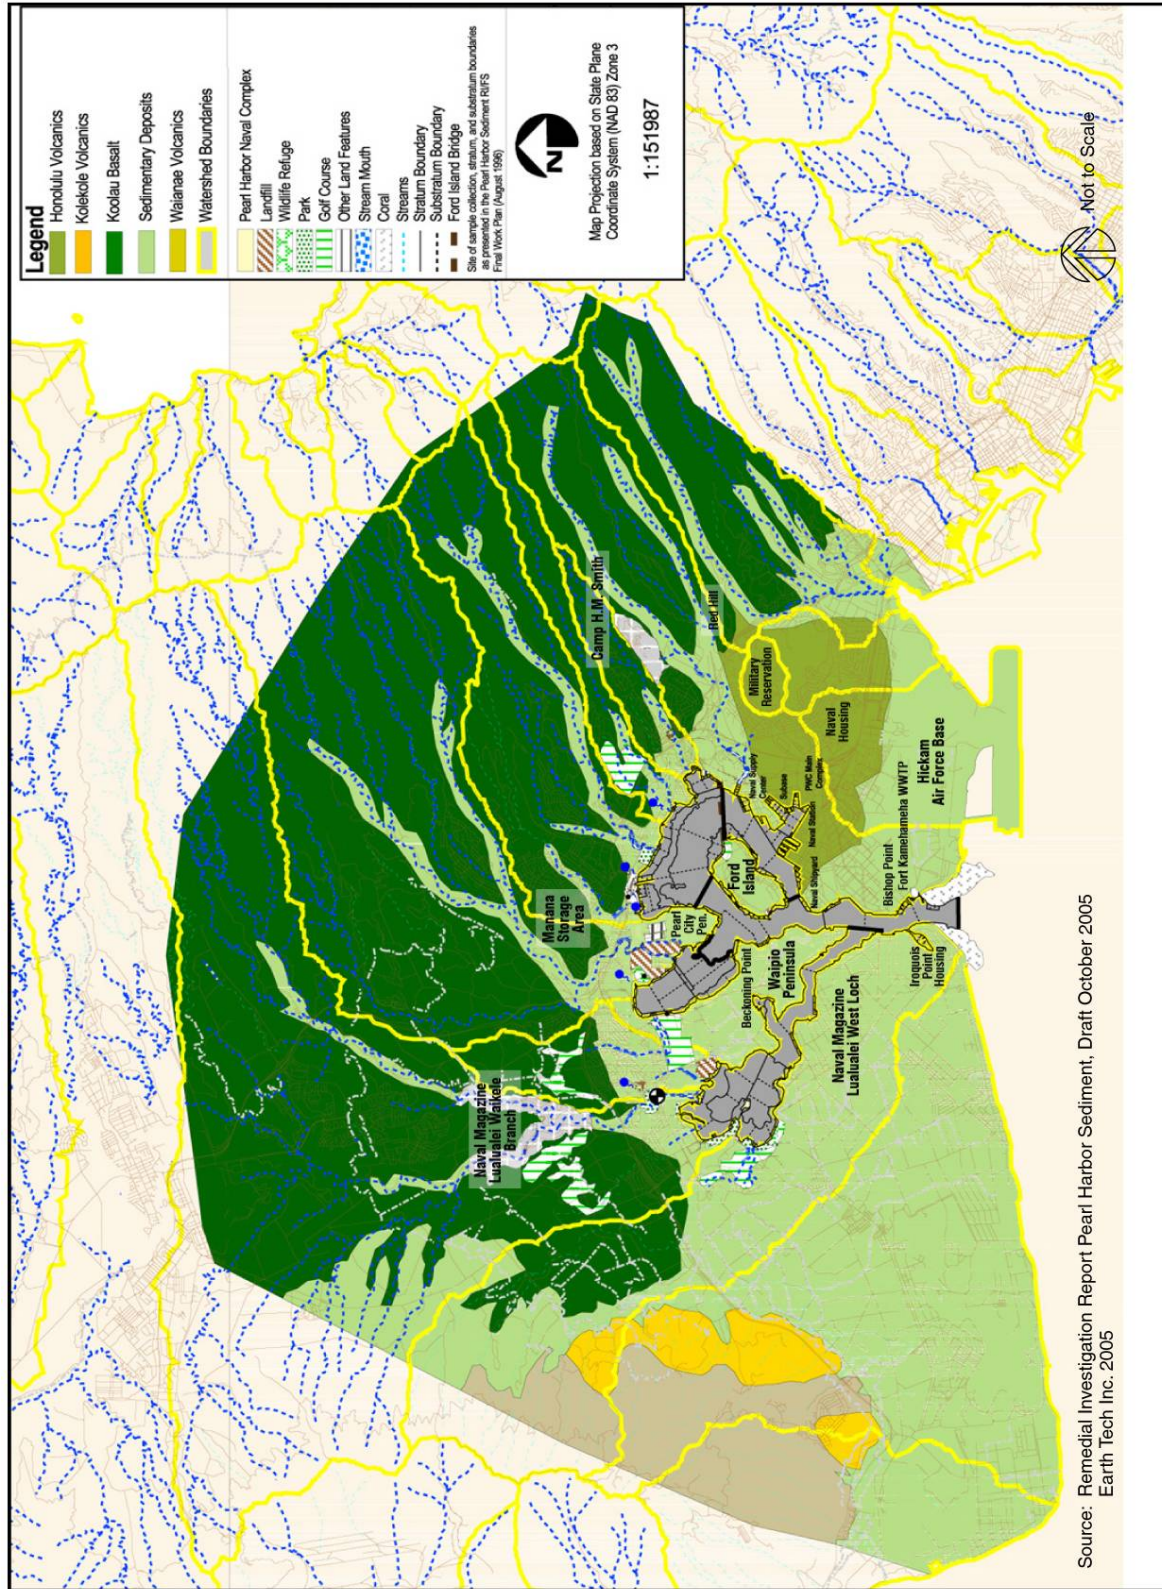 Legend
Honolulu Volcanics
Kolekole Volcanics
Koolau Basalt
Sedimentary Deposits
Waianae Volcanics
Watershed Boundaries
Pearl Harbor Naval Complex
Landfill
Wildlife Refuge
Park
Golf Course
Other Land Features
Stream Mouth
Coral
Streams
Stratum Boundary
Substratum Boundary
Ford Island Bridge
Site of sample collection, stratum, and substratum boundaries
as presented in the Pearl Harbor Sediment RI/FS
Final Work Plan (August 1996)
N
Map Projection based on State Plane
Coordinate System (NAD 83) Zone 3
1:151987
Camp H.M. Smith
Red Hill
Military
Reservation
Naval
Housing
Manana
Storage
Area
Naval Magazine
Lualualei Waikele
Branch
Pearl
City
Pen.
Ford
Island
Naval Supply
Center
Subase
PWC Main
Complex
Naval Station
Naval Shipyard
Beckoning Point
Waipio
Peninsula
Naval Magazine
Lualualei West Loch
Bishop Point
Fort Kamehameha WWTP
Hickam
Air Force Base
Iroquois
Point
Housing
Not to Scale
Source: Remedial Investigation Report Pearl Harbor Sediment, Draft October 2005
Earth Tech Inc. 2005